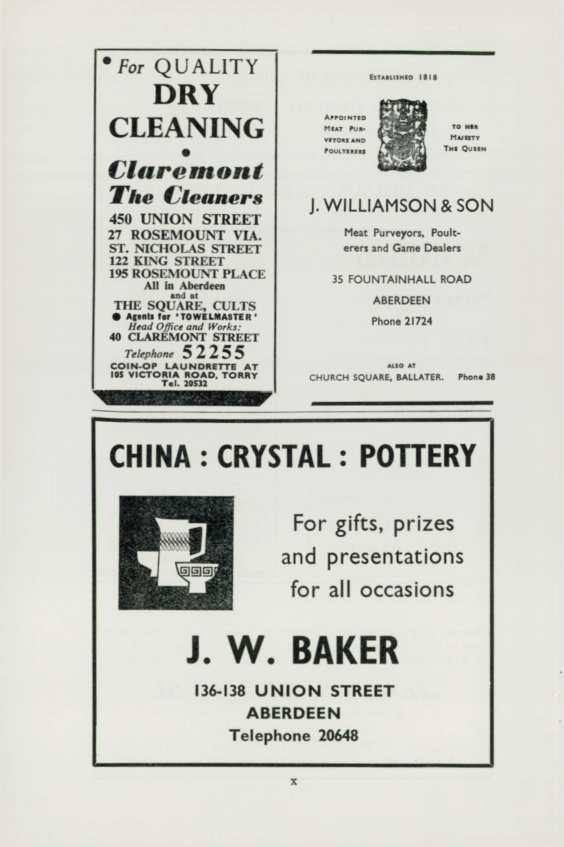 • For QUALITY
DRY
CLEANING
•
Claremont
The Cleaners
450 UNION STREET
27 ROSEMOUNT VIA.
ST. NICHOLAS STREET
122 KING STREET
195 ROSEMOUNT PLACE
All in Aberdeen
and at
THE SQUARE, CULTS
● Agents for 'TOWELMASTER'
Head Office and Works:
40 CLAREMONT STREET
Telephone 52255
COIN-OP LAUNDRETTE AT
105 VICTORIA ROAD, TORRY
Tel. 20532
ESTABLISHED 1818
APPOINTED
MEAT PUR-
VEYORS AND
POULTERERS
TO HER
MAJESTY
THE QUEEN
J. WILLIAMSON & SON
Meat Purveyors, Poult-
erers and Game Dealers
35 FOUNTAINHALL ROAD
ABERDEEN
Phone 21724
ALSO AT
CHURCH SQUARE, BALLATER. Phone 38
CHINA : CRYSTAL : POTTERY
For gifts, prizes
and presentations
for all occasions
J. W. BAKER
136-138 UNION STREET
ABERDEEN
Telephone 20648
x